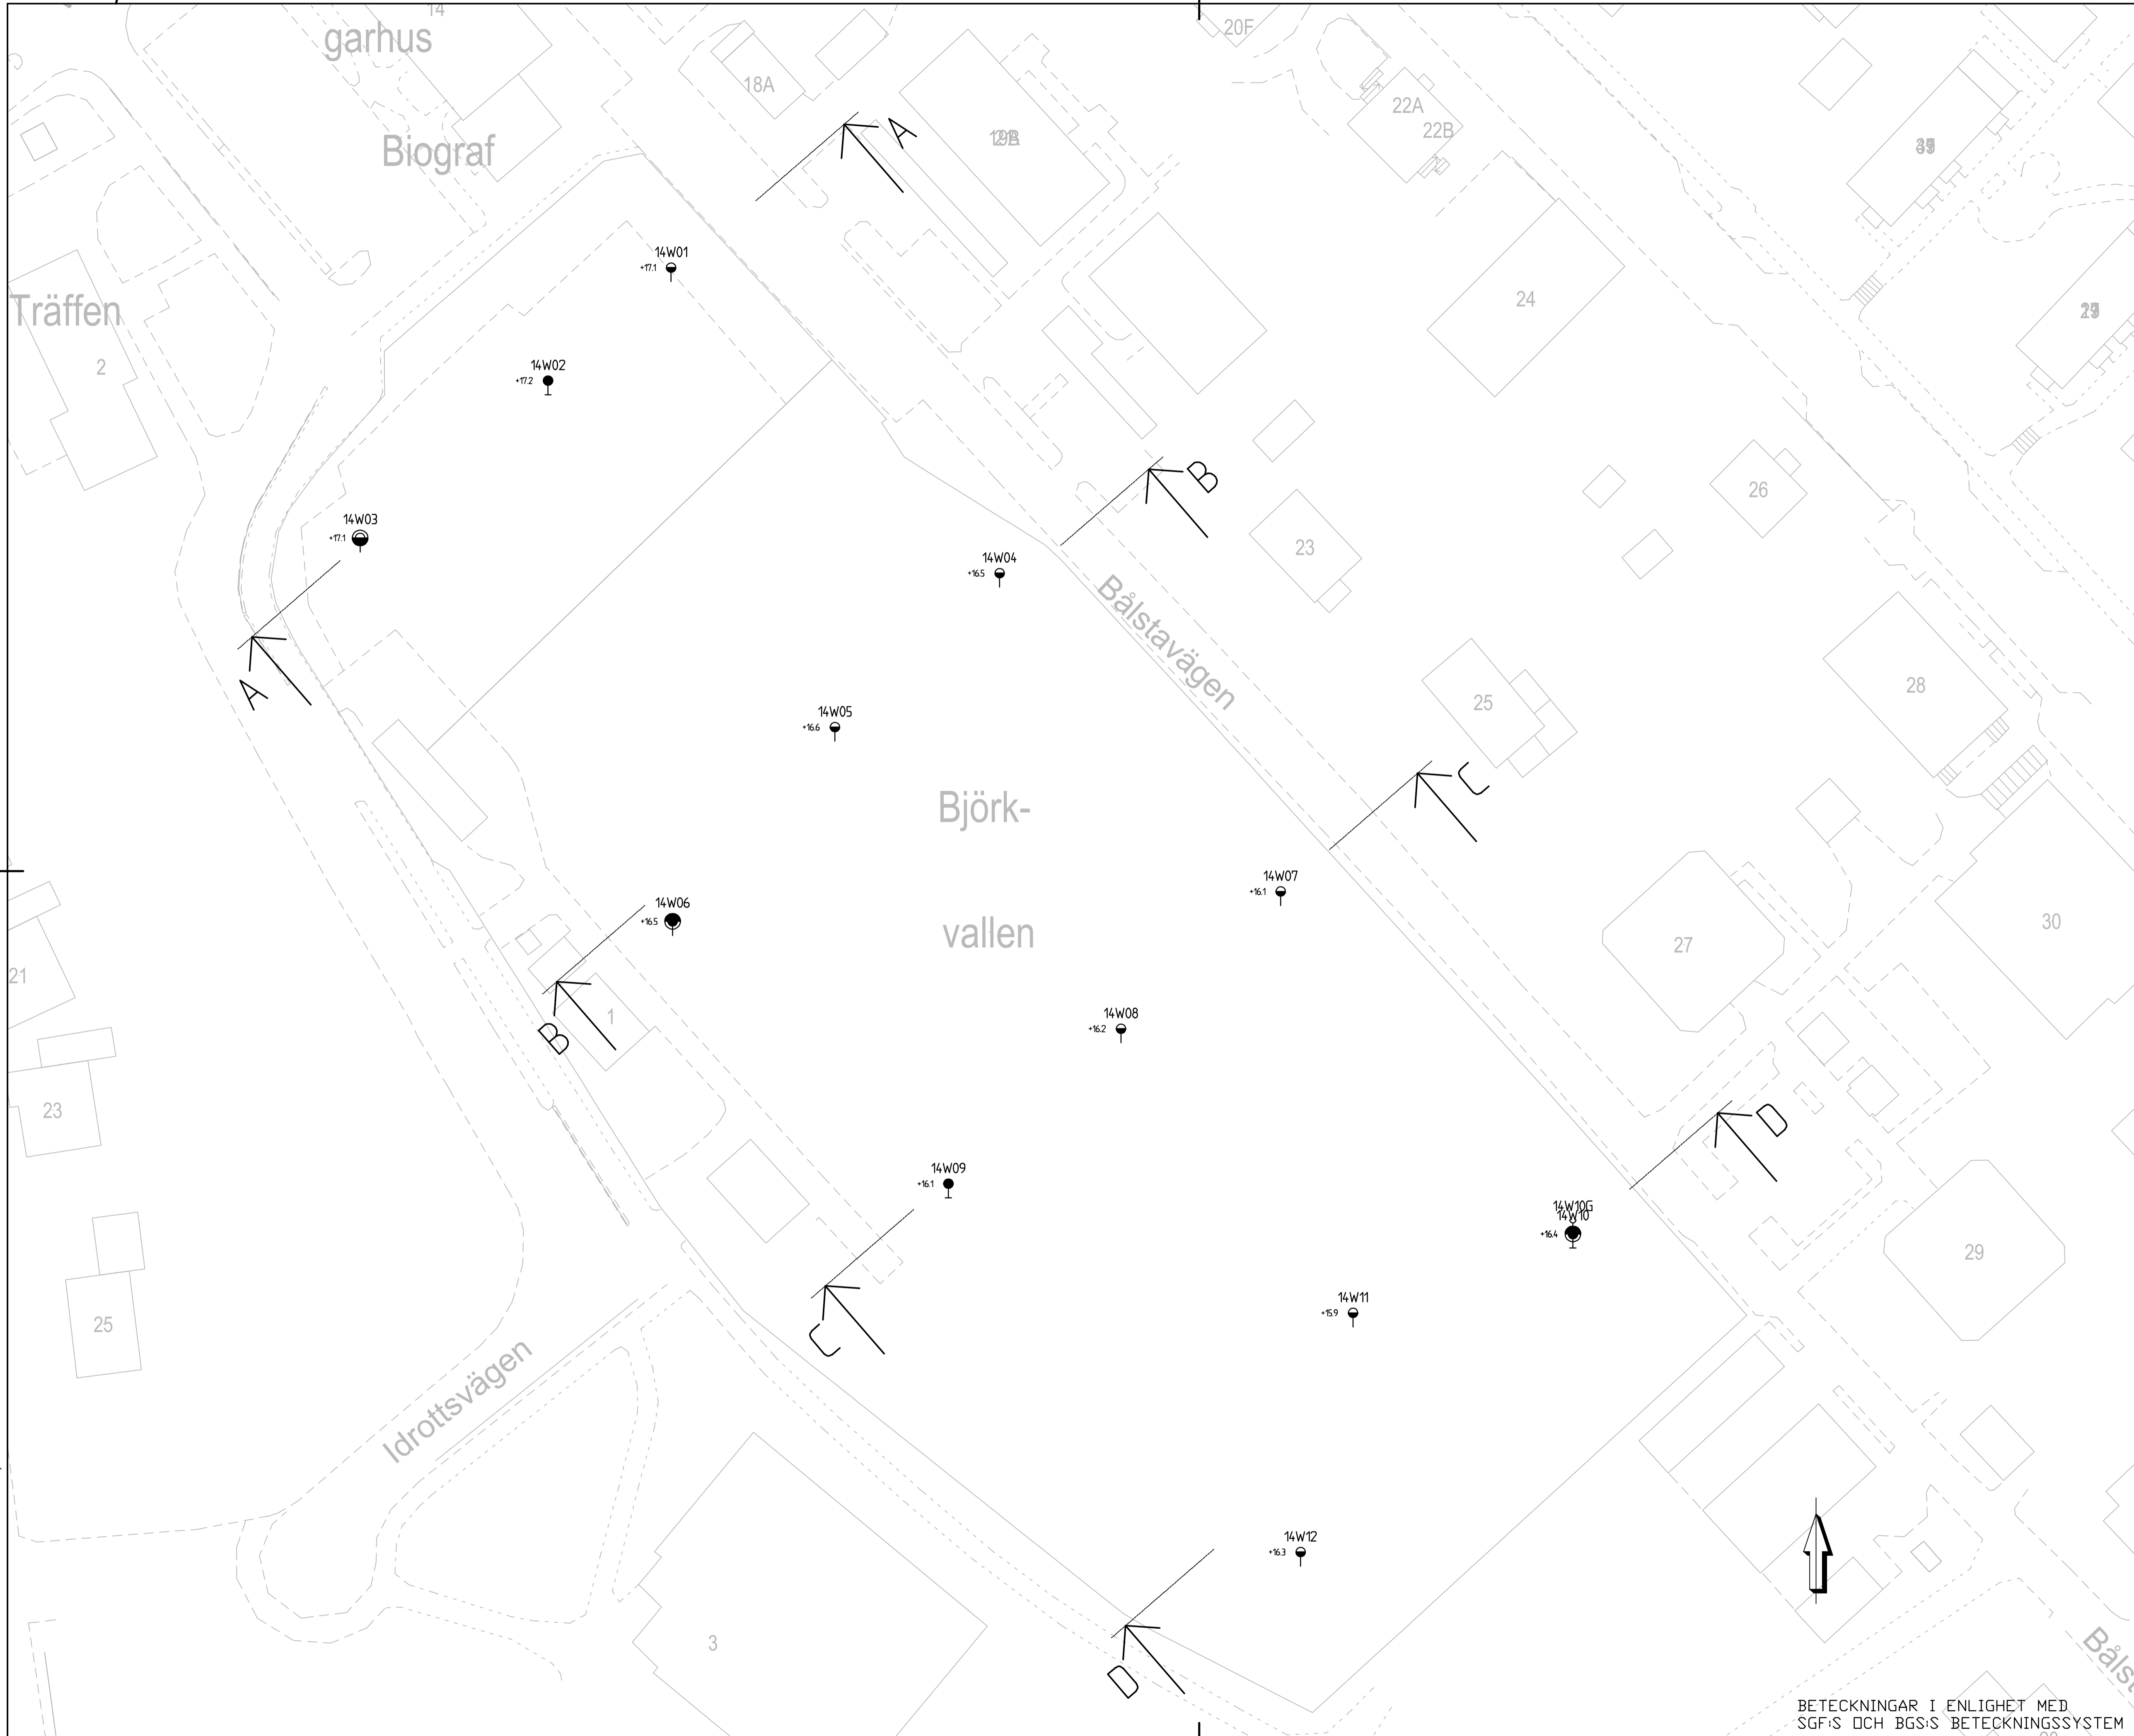 14
garhus
20F
18A
22A
22B
Biograf
A
14W01
+17.1
24
Träffen
2
14W02
+17.2
B
26
14W03
+17.1
14W04
+16.5
23
Bålstavägen
A
25
28
14W05
+16.6
C
Björk-
14W07
+16.1
14W06
+16.5
vallen
27
30
21
1
14W08
+16.2
B
23
D
14W09
+16.1
14W10G
14W10
+16.4
29
14W11
+15.9
25
C
Idrottsvägen
14W12
+16.3
3
D
BETECKNINGAR I ENLIGHET MED
SGF:S OCH BGS:S BETECKNINGSSYSTEM